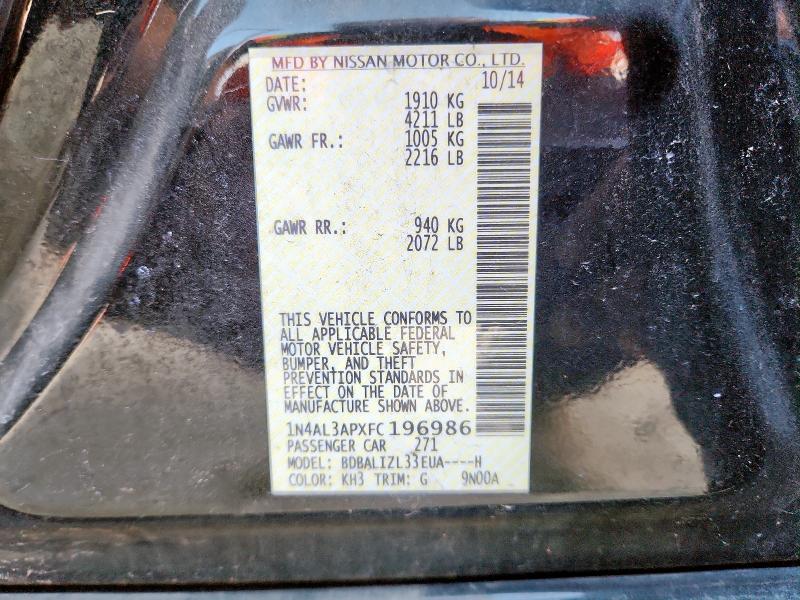 MFD BY NISSAN MOTOR CO., LTD.
DATE: 10/14
GVWR: 1910 KG
4211 LB
GAWR FR.: 1005 KG
2216 LB
GAWR RR.: 940 KG
2072 LB
THIS VEHICLE CONFORMS TO
ALL APPLICABLE FEDERAL
MOTOR VEHICLE SAFETY,
BUMPER, AND THEFT
PREVENTION STANDARDS IN
EFFECT ON THE DATE OF
MANUFACTURE SHOWN ABOVE.
1N4AL3APXFC196986
PASSENGER CAR 271
MODEL: BDBALIZL33EUA----H
COLOR: KH3 TRIM: G 9N00A